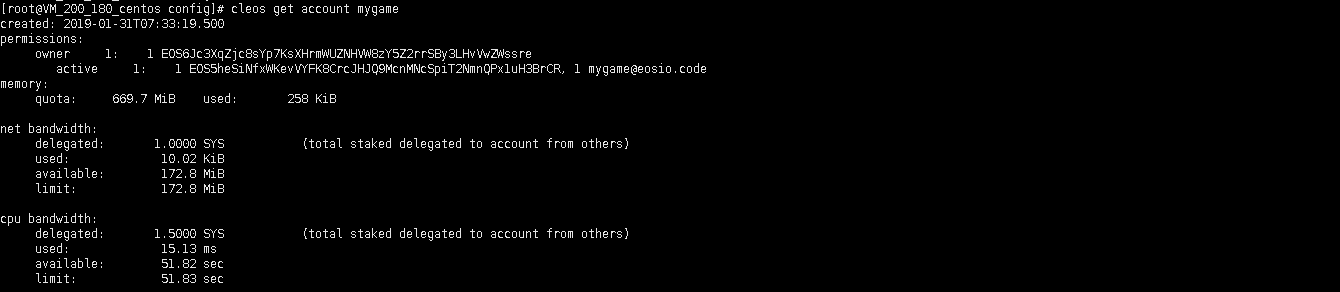 [root@VM_200_180_centos config]# cleos get account mygame
created: 2019-01-31T07:33:19.500
permissions:
owner 1: 1 EOS6Jc3XqZjc8sYp7KsXHrmWUZNHVW8zY5Z2rrSBy3LHvVwZWssre
active 1: 1 EOS5heSiNfxWKevVYFK8CrcJHJQ9McnMNcSpiT2NmnQPx1uH3BrCR, 1 mygame@eosio.code
memory:
quota: 669.7 MiB used: 258 KiB
net bandwidth:
delegated: 1.0000 SYS (total staked delegated to account from others)
used: 10.02 KiB
available: 172.8 MiB
limit: 172.8 MiB
cpu bandwidth:
delegated: 1.5000 SYS (total staked delegated to account from others)
used: 15.13 ms
available: 51.82 sec
limit: 51.83 sec